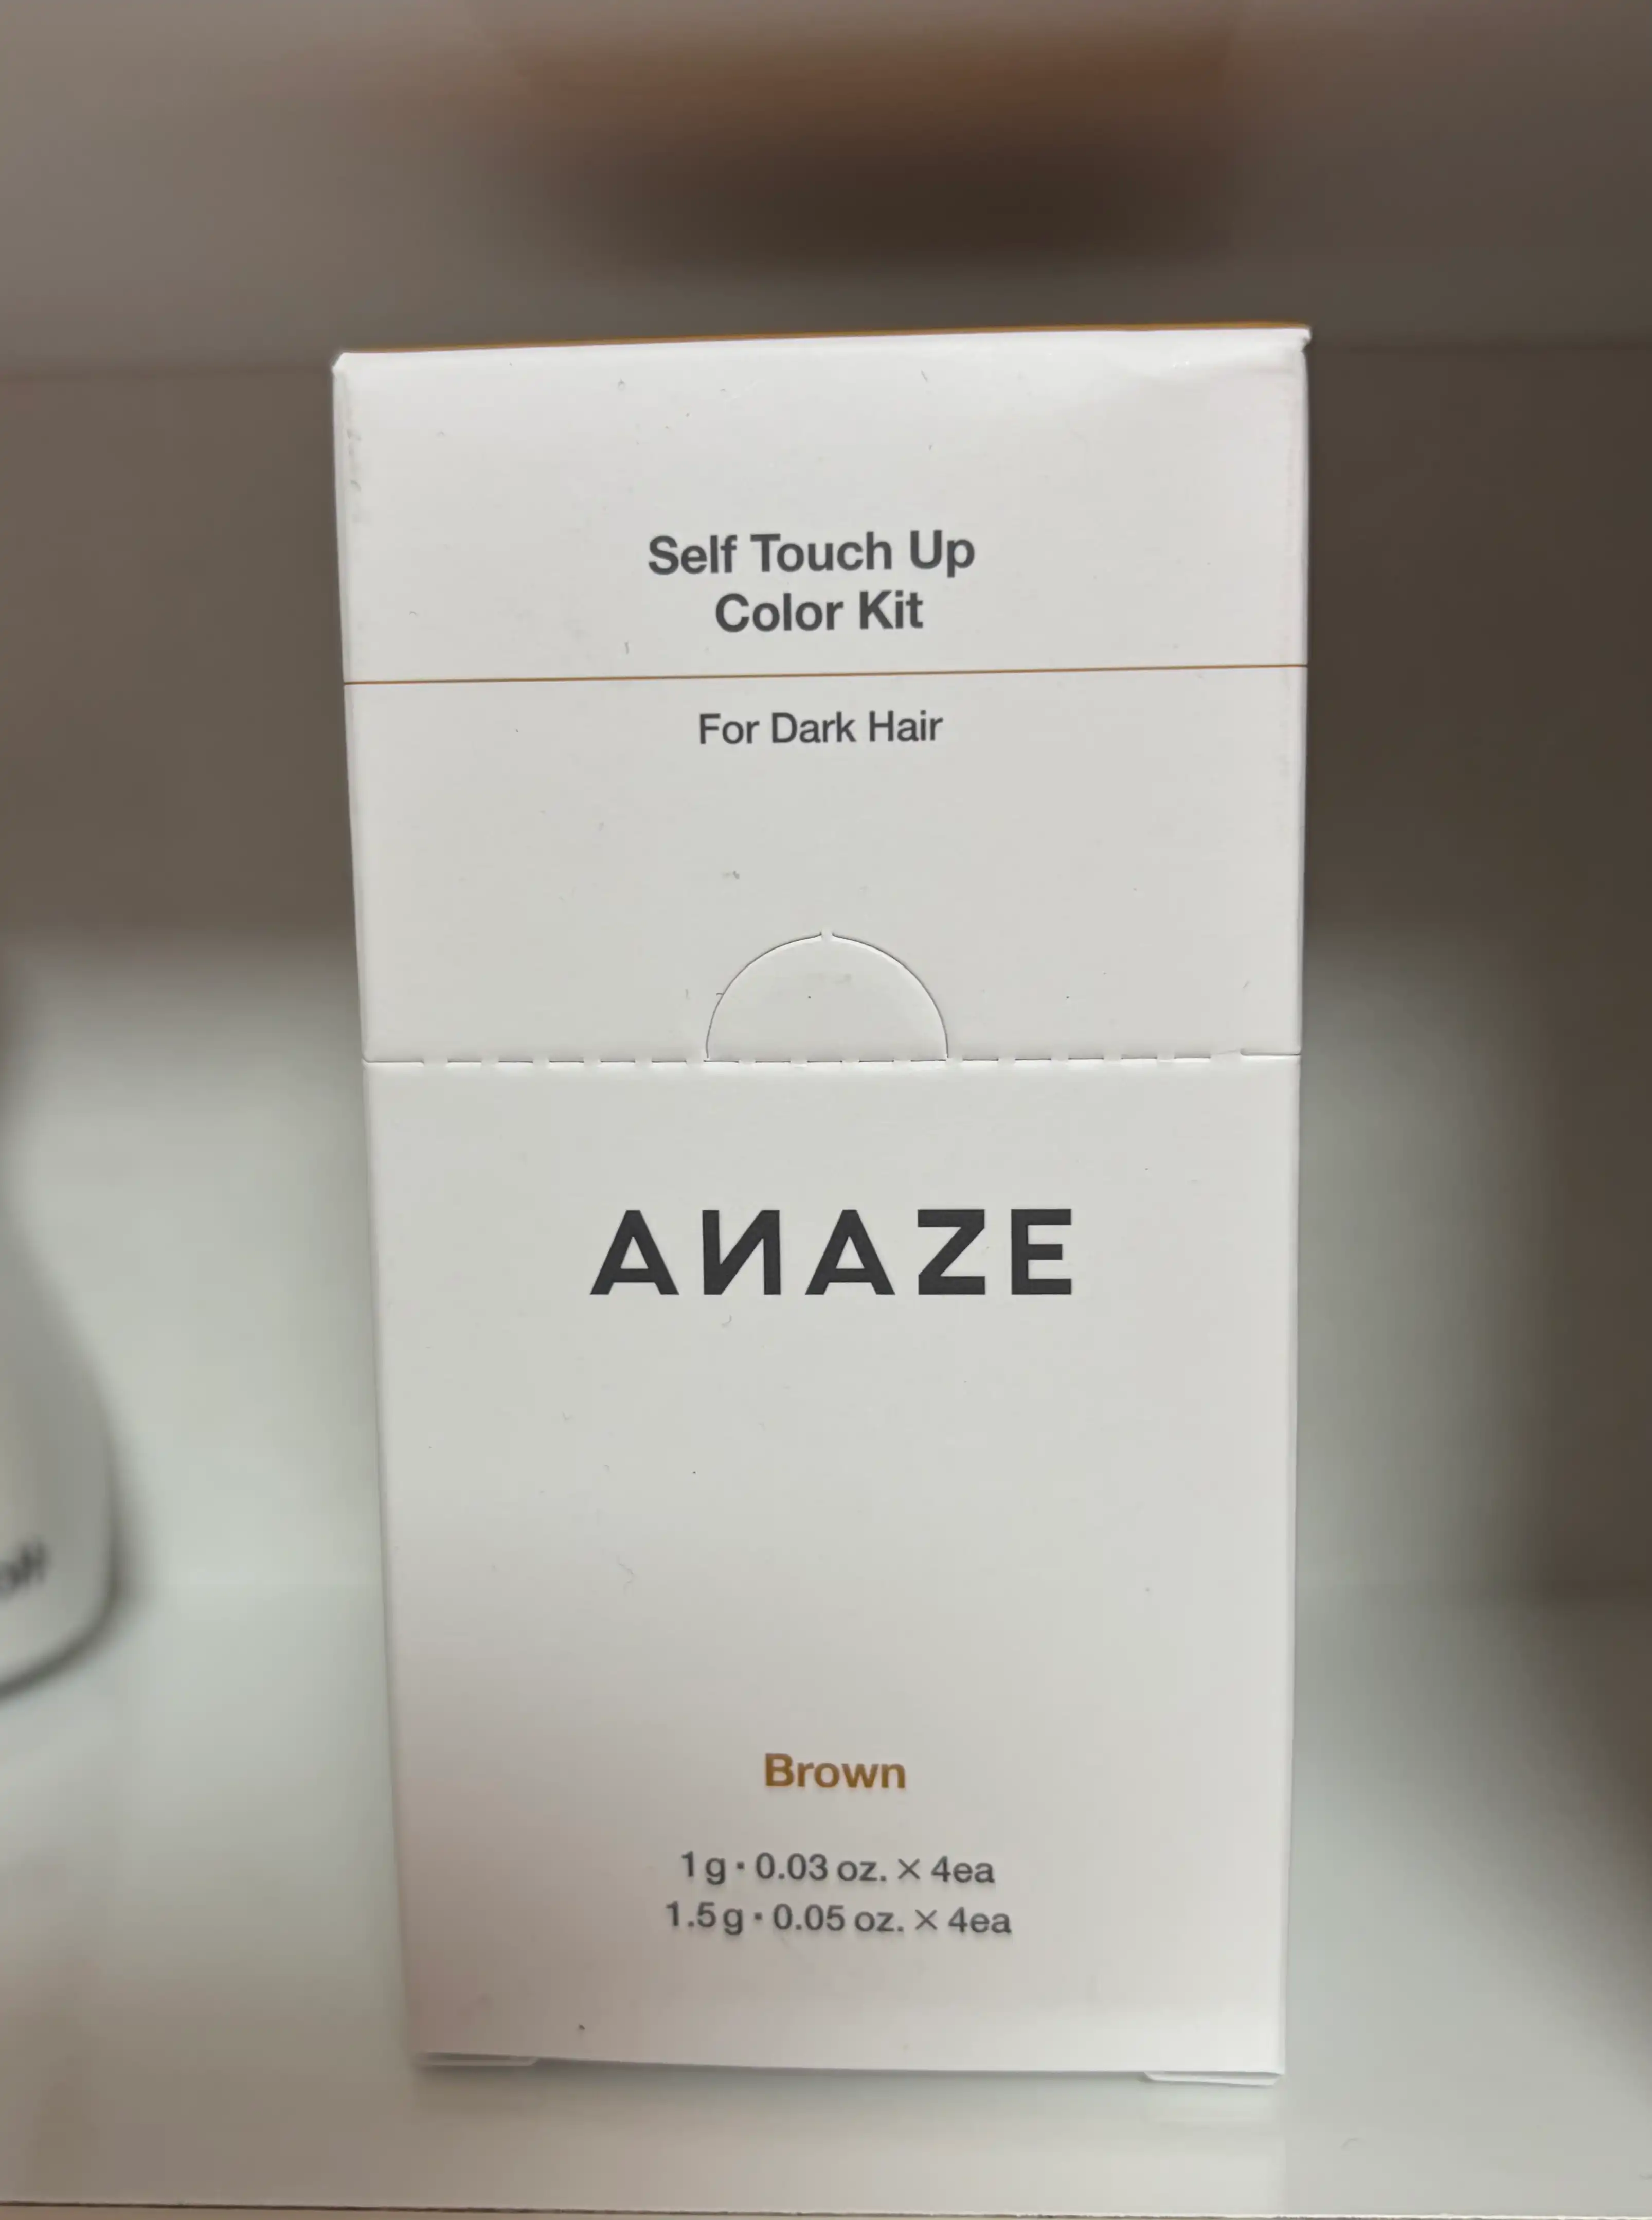 Self Touch Up
Color Kit
For Dark Hair
AИAZE
Brown
1g · 0.03 oz. × 4ea
1.5g · 0.05 oz. × 4ea